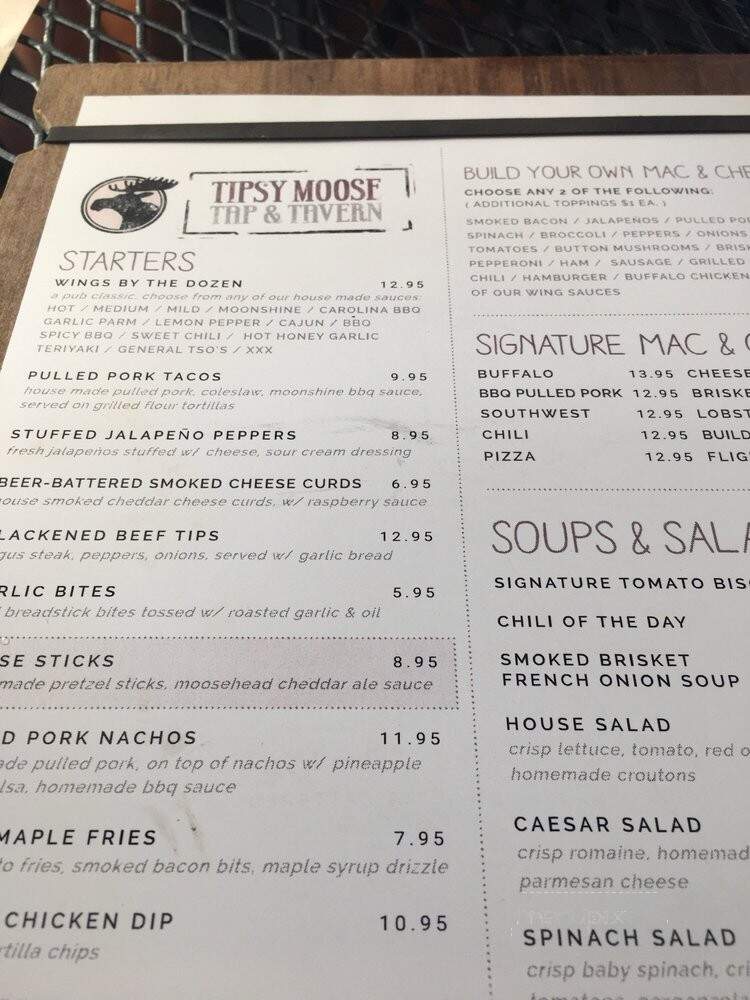 TIPSY MOOSE
TAP & TAVERN
STARTERS
WINGS BY THE DOZEN 12.95
a pub classic. choose from any of our house made sauces:
HOT / MEDIUM / MILD / MOONSHINE / CAROLINA BBQ
GARLIC PARM / LEMON PEPPER / CAJUN / BBQ
SPICY BBQ / SWEET CHILI / HOT HONEY GARLIC
TERIYAKI / GENERAL TSO'S / XXX
PULLED PORK TACOS 9.95
house made pulled pork, coleslaw, moonshine bbq sauce,
served on grilled flour tortillas
STUFFED JALAPEÑO PEPPERS 8.95
fresh jalapeños stuffed w/ cheese, sour cream dressing
BEER-BATTERED SMOKED CHEESE CURDS 6.95
house smoked cheddar cheese curds, w/ raspberry sauce
LACKENED BEEF TIPS 12.95
gus steak, peppers, onions, served w/ garlic bread
RLIC BITES 5.95
breadstick bites tossed w/ roasted garlic & oil
SE STICKS 8.95
made pretzel sticks, moosehead cheddar ale sauce
D PORK NACHOS 11.95
ade pulled pork, on top of nachos w/ pineapple
lsa, homemade bbq sauce
MAPLE FRIES 7.95
to fries, smoked bacon bits, maple syrup drizzle
CHICKEN DIP 10.95
rtilla chips
BUILD YOUR OWN MAC & CHE
CHOOSE ANY 2 OF THE FOLLOWING:
( ADDITIONAL TOPPINGS $1 EA. )
SMOKED BACON / JALAPEÑOS / PULLED PO
SPINACH / BROCCOLI / PEPPERS / ONIONS
TOMATOES / BUTTON MUSHROOMS / BRISK
PEPPERONI / HAM / SAUSAGE / GRILLED
CHILI / HAMBURGER / BUFFALO CHICKEN
OF OUR WING SAUCES
SIGNATURE MAC & C
BUFFALO 13.95 CHEESE
BBQ PULLED PORK 12.95 BRISKE
SOUTHWEST 12.95 LOBST
CHILI 12.95 BUILD
PIZZA 12.95 FLIG
SOUPS & SALA
SIGNATURE TOMATO BISQ
CHILI OF THE DAY
SMOKED BRISKET
FRENCH ONION SOUP
HOUSE SALAD
crisp lettuce, tomato, red o
homemade croutons
CAESAR SALAD
crisp romaine, homemad
parmesan cheese
SPINACH SALAD
crisp baby spinach, cri